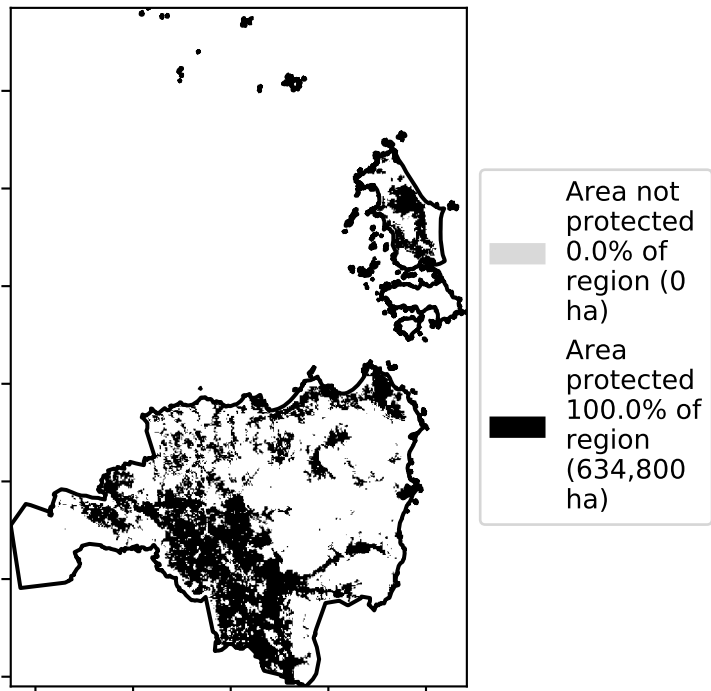 Area not
protected
0.0% of
region (0
ha)
Area
protected
100.0% of
region
(634,800
ha)